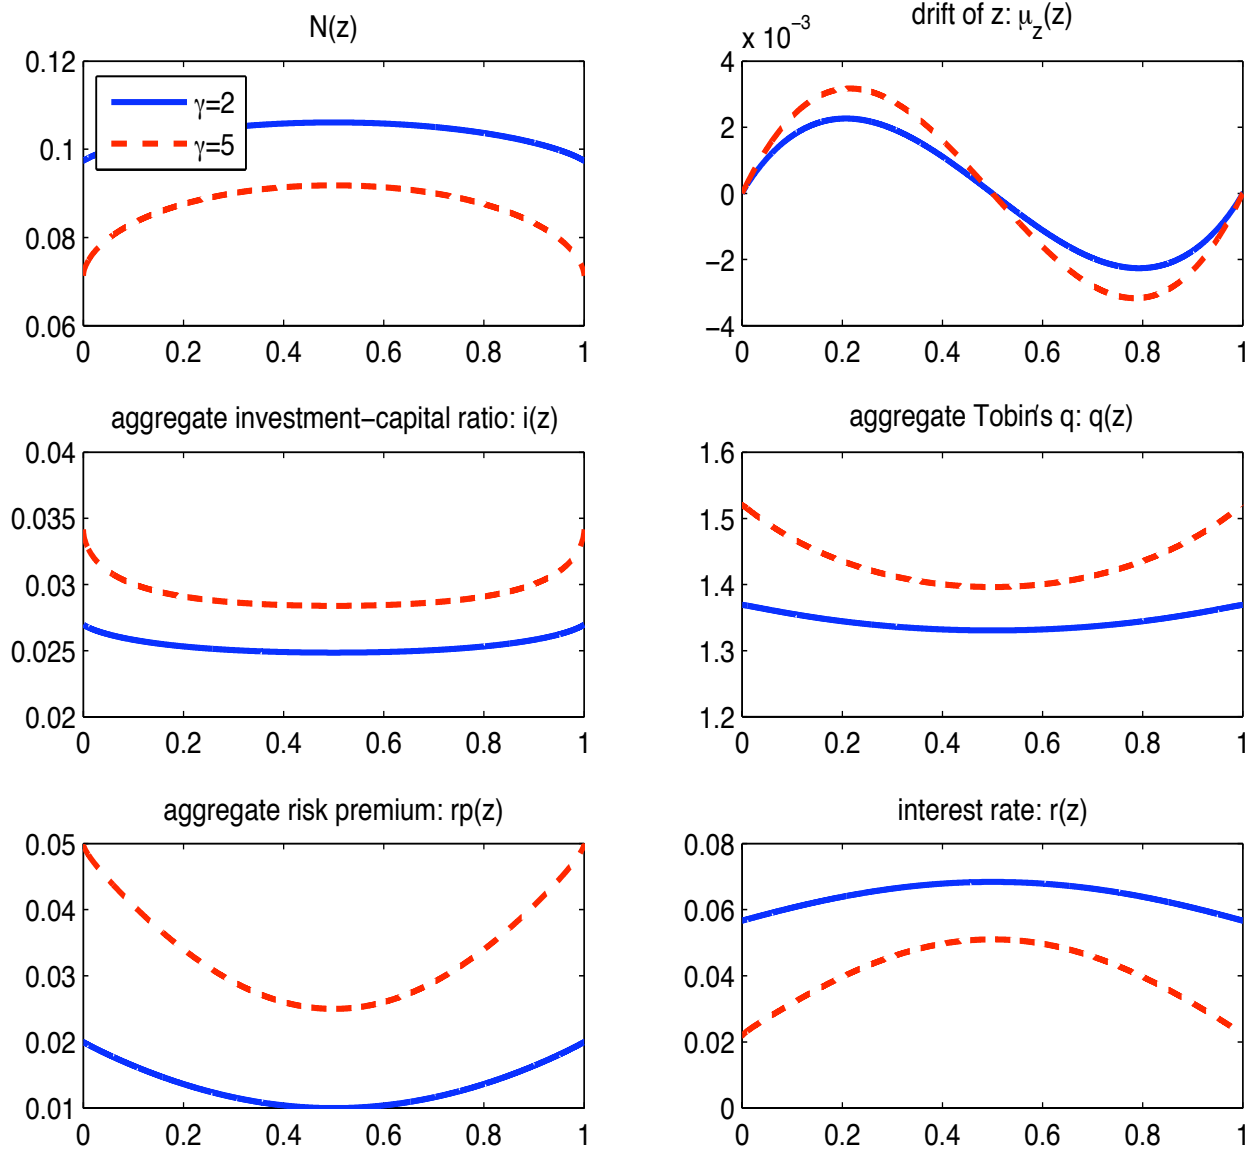 N(z)
0.12
0.1
0.08
0.06
0 0.2 0.4 0.6 0.8 1
γ=2
γ=5
drift of z: μz(z)
x 10−3
4
2
0
−2
−4
0 0.2 0.4 0.6 0.8 1
aggregate investment−capital ratio: i(z)
0.04
0.035
0.03
0.025
0.02
0 0.2 0.4 0.6 0.8 1
aggregate Tobin's q: q(z)
1.6
1.5
1.4
1.3
1.2
0 0.2 0.4 0.6 0.8 1
aggregate risk premium: rp(z)
0.05
0.04
0.03
0.02
0.01
0 0.2 0.4 0.6 0.8 1
interest rate: r(z)
0.08
0.06
0.04
0.02
0
0 0.2 0.4 0.6 0.8 1